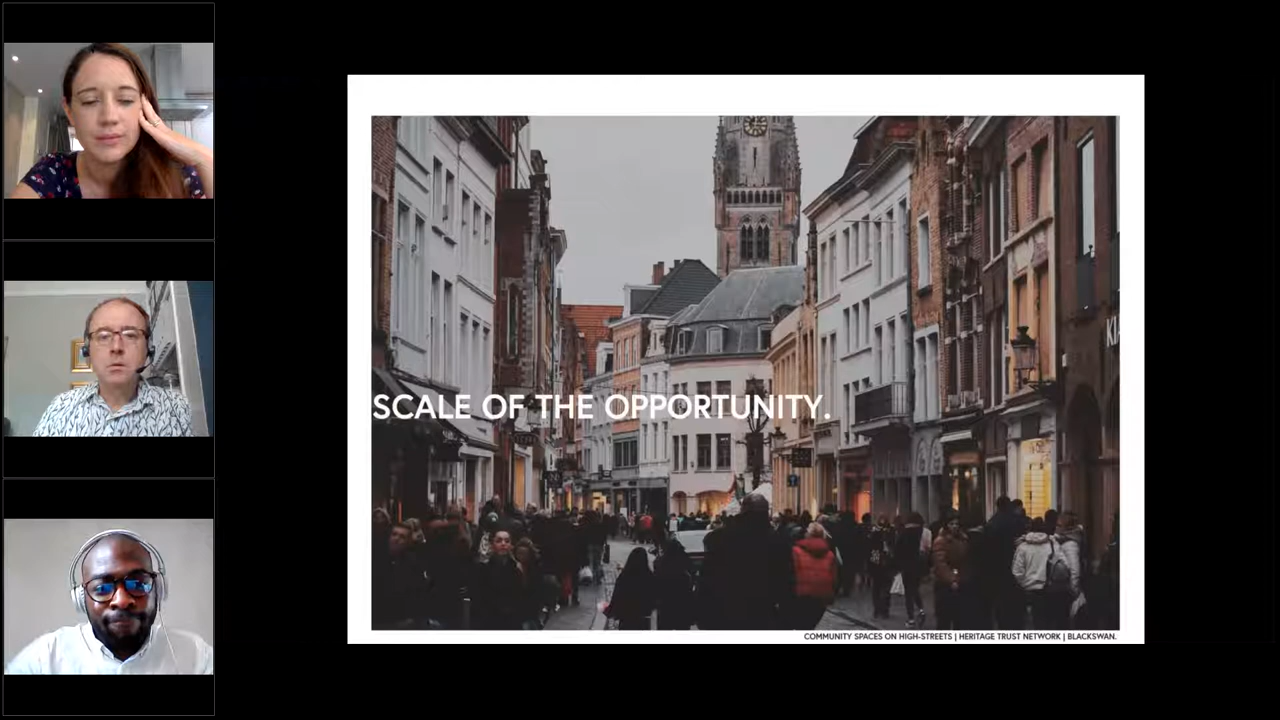 SCALE OF THE OPPORTUNITY.
COMMUNITY SPACES ON HIGH-STREETS | HERITAGE TRUST NETWORK | BLACKSWAN.